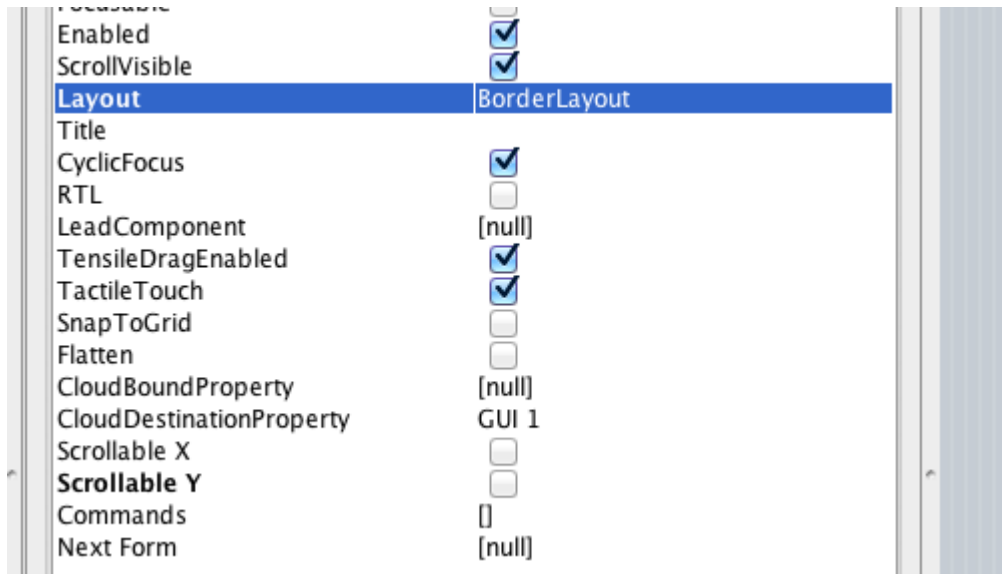 Focusable
Enabled
ScrollVisible
Layout BorderLayout
Title
CyclicFocus
RTL
LeadComponent [null]
TensileDragEnabled
TactileTouch
SnapToGrid
Flatten
CloudBoundProperty [null]
CloudDestinationProperty GUI 1
Scrollable X
Scrollable Y
Commands []
Next Form [null]